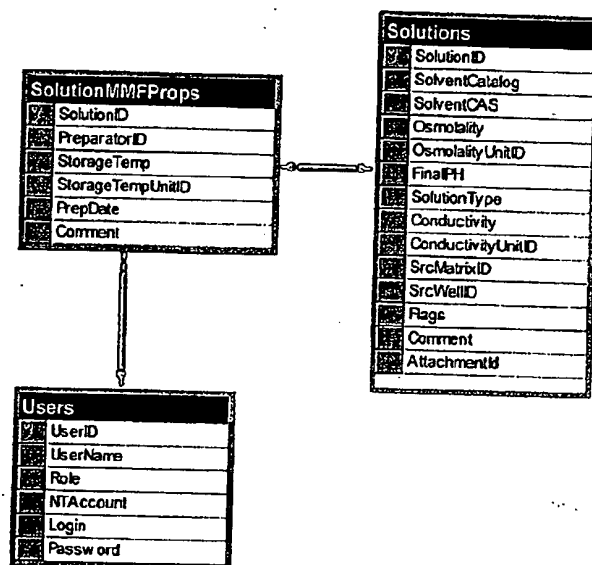 SolutionMMFProps
SolutionID
PreparatorID
StorageTemp
StorageTempUnitID
PrepDate
Comment
Solutions
SolutionID
SolventCatalog
SolventCAS
Osmolality
OsmolalityUnitID
FinalPH
SolutionType
Conductivity
ConductivityUnitID
SrcMatrixID
SrcWellID
Flags
Comment
AttachmentId
Users
UserID
UserName
Role
NTAccount
Login
Password